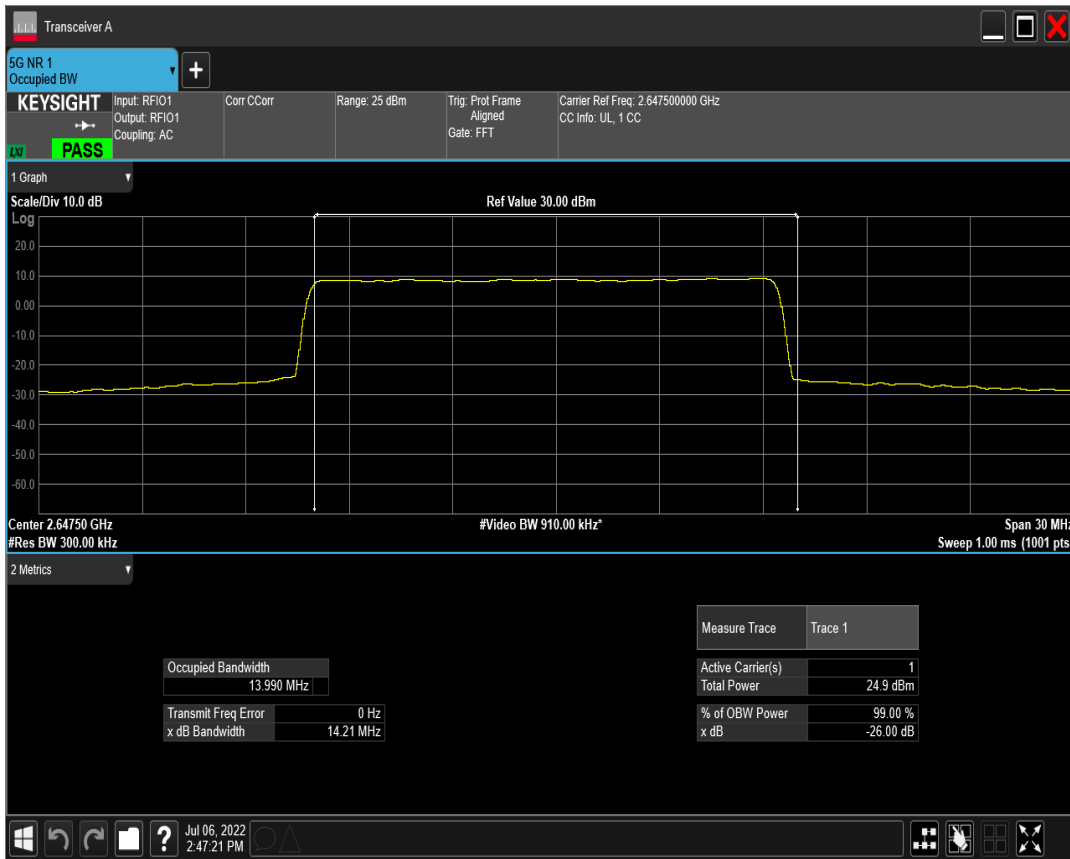 Transceiver A
5G NR 1
Occupied BW
KEYSIGHT
LXI
PASS
Input: RFIO1
Output: RFIO1
Coupling: AC
Corr CCorr
Range: 25 dBm
Trig: Prot Frame
Aligned
Gate: FFT
Carrier Ref Freq: 2.647500000 GHz
CC Info: UL, 1 CC
1 Graph
Scale/Div 10.0 dB
Ref Value 30.00 dBm
Log
20.0
10.0
0.00
-10.0
-20.0
-30.0
-40.0
-50.0
-60.0
Center 2.64750 GHz
#Video BW 910.00 kHz*
Span 30 MHz
#Res BW 300.00 kHz
Sweep 1.00 ms (1001 pts
2 Metrics
Measure Trace Trace 1
Occupied Bandwidth
13.990 MHz
Active Carrier(s) 1
Total Power 24.9 dBm
Transmit Freq Error 0 Hz
x dB Bandwidth 14.21 MHz
% of OBW Power 99.00 %
x dB -26.00 dB
?
Jul 06, 2022
2:47:21 PM